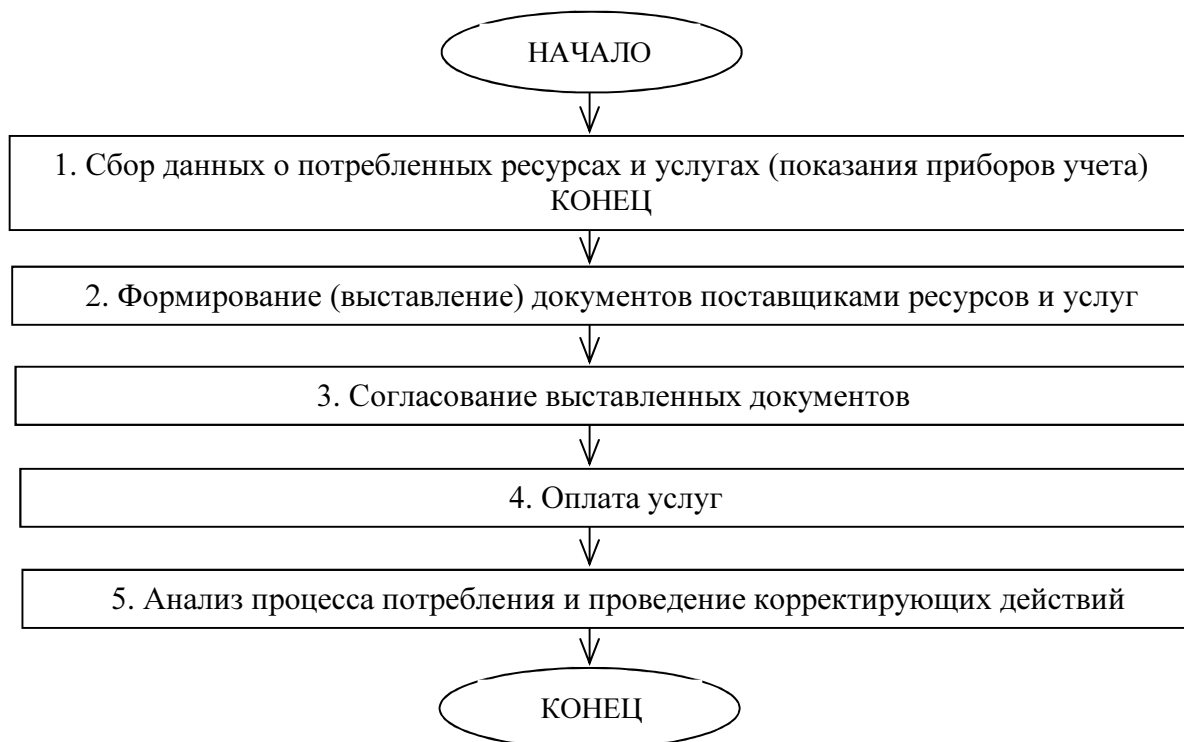 НАЧАЛО
1. Сбор данных о потребленных ресурсах и услугах (показания приборов учета)
КОНЕЦ
2. Формирование (выставление) документов поставщиками ресурсов и услуг
3. Согласование выставленных документов
4. Оплата услуг
5. Анализ процесса потребления и проведение корректирующих действий
КОНЕЦ